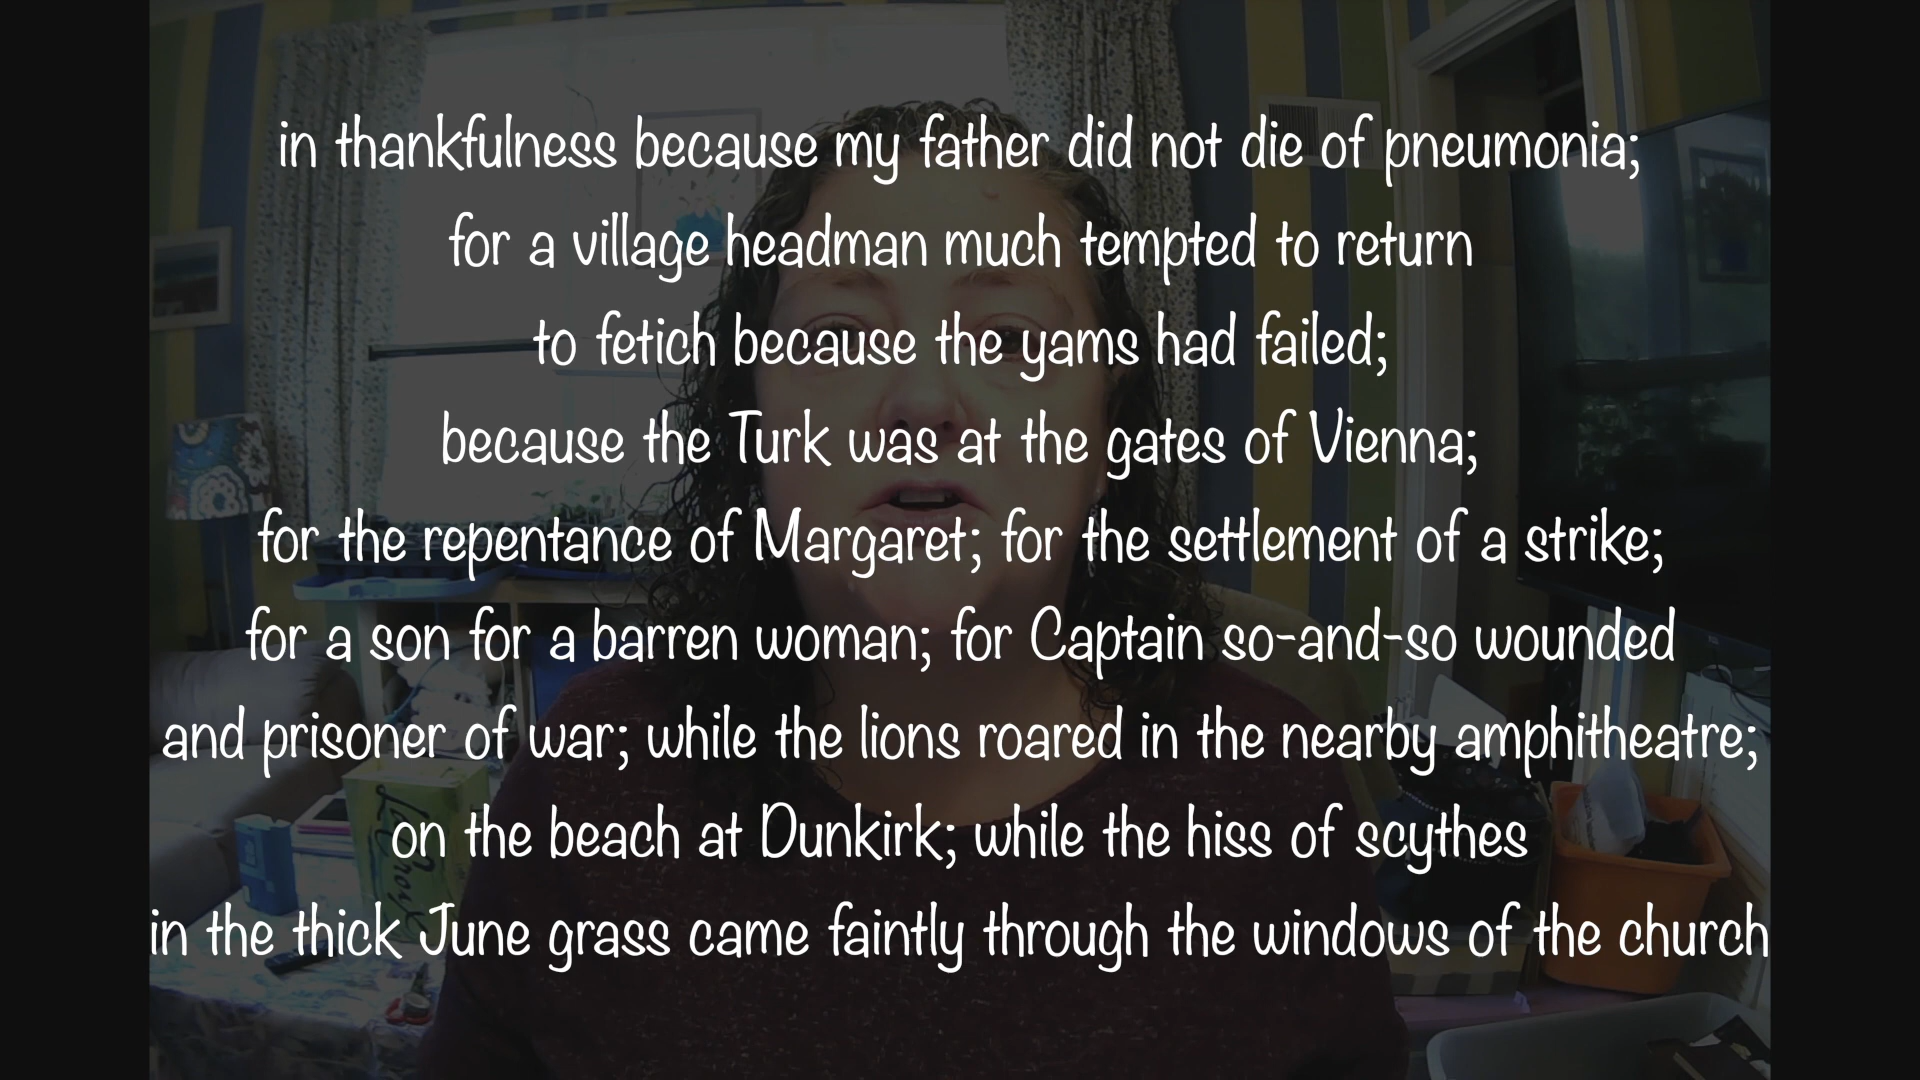 in thankfulness because my father did not die of pneumonia;
for a village headman much tempted to return
to fetich because the yams had failed;
because the Turk was at the gates of Vienna;
for the repentance of Margaret; for the settlement of a strike;
for a son for a barren woman; for Captain so-and-so wounded
and prisoner of war; while the lions roared in the nearby amphitheatre;
on the beach at Dunkirk; while the hiss of scythes
in the thick June grass came faintly through the windows of the church
LaCroix